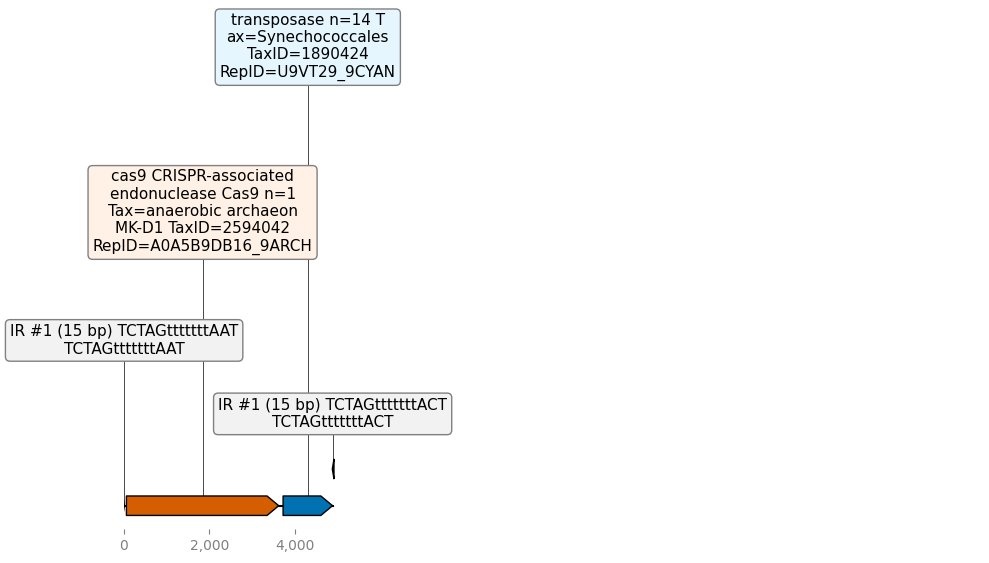 transposase n=14 T
ax=Synechococcales
TaxID=1890424
RepID=U9VT29_9CYAN
cas9 CRISPR-associated
endonuclease Cas9 n=1
Tax=anaerobic archaeon
MK-D1 TaxID=2594042
RepID=A0A5B9DB16_9ARCH
IR #1 (15 bp) TCTAGtttttttAAT
TCTAGtttttttAAT
IR #1 (15 bp) TCTAGtttttttACT
TCTAGtttttttACT
0
2,000
4,000